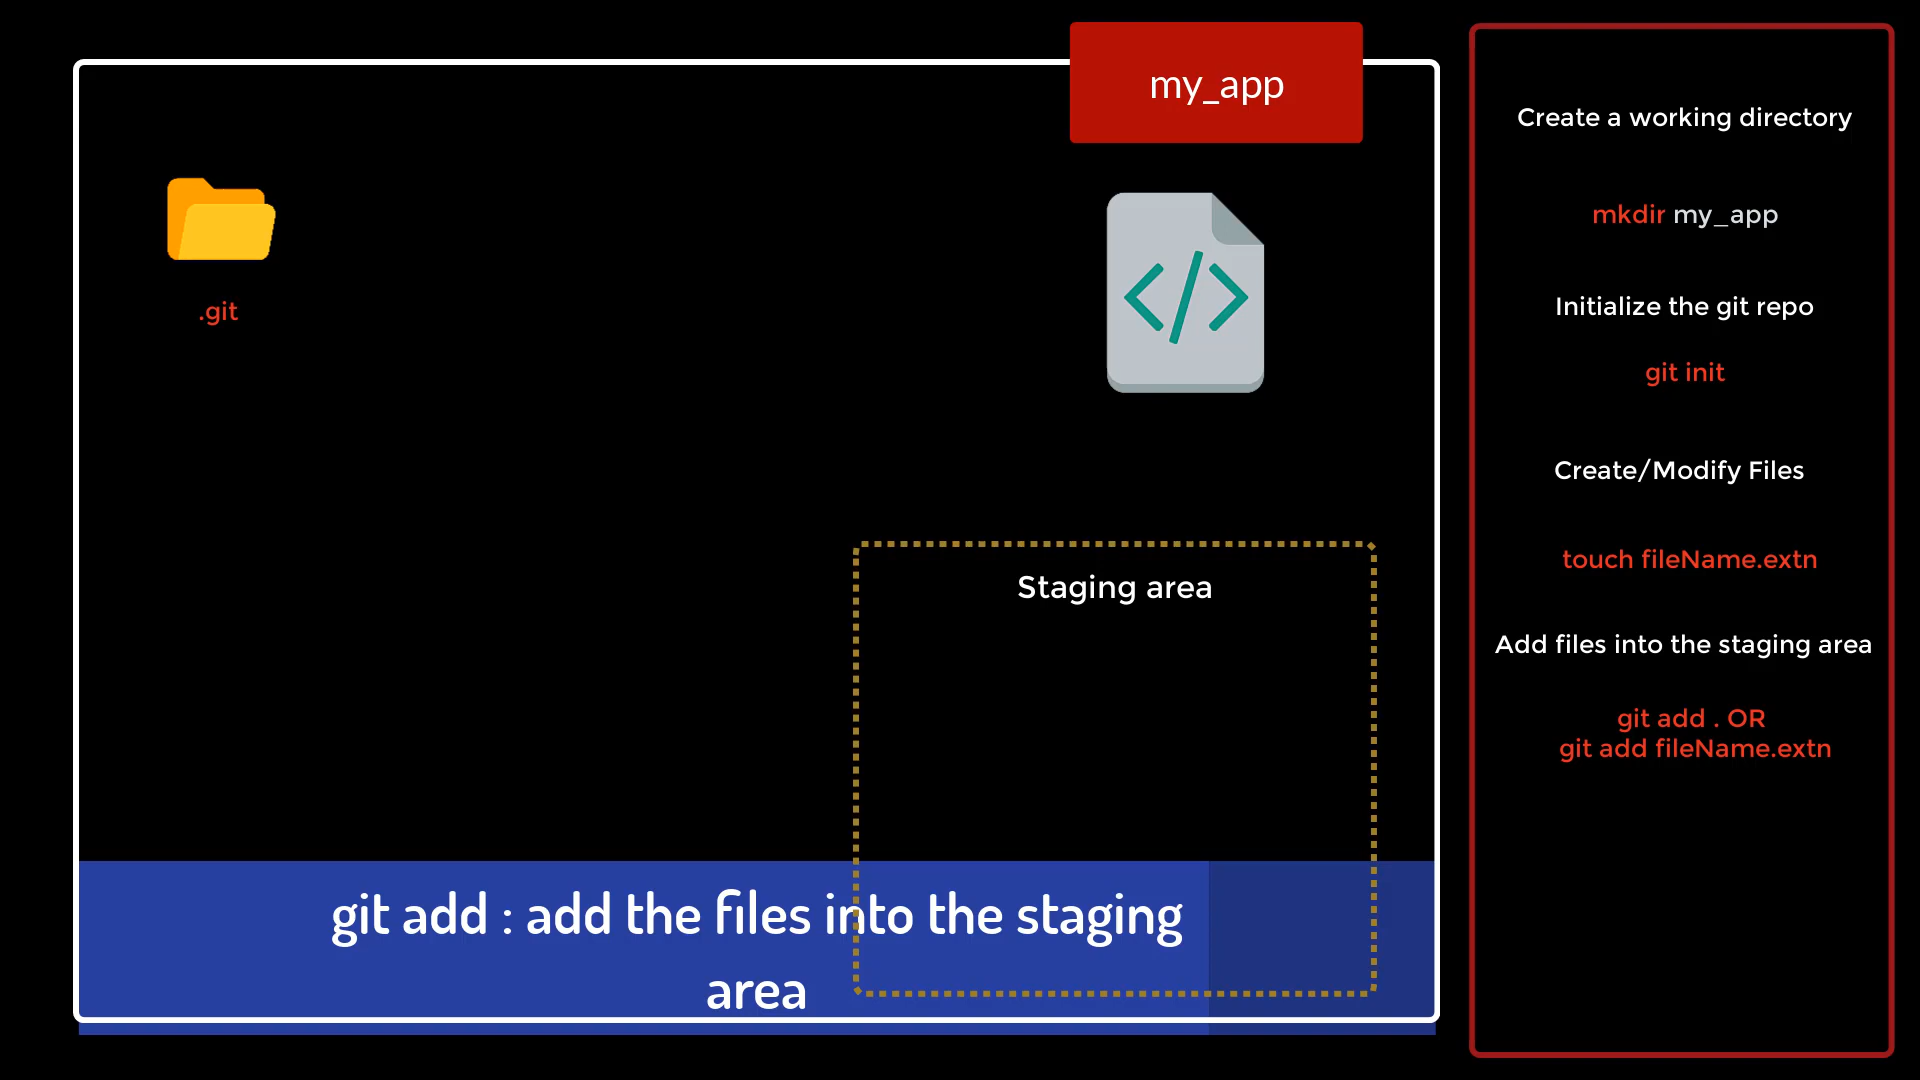 my_app
.git
Staging area
git add : add the files into the staging
area
Create a working directory
mkdir my_app
Initialize the git repo
git init
Create/Modify Files
touch fileName.extn
Add files into the staging area
git add . OR
git add fileName.extn